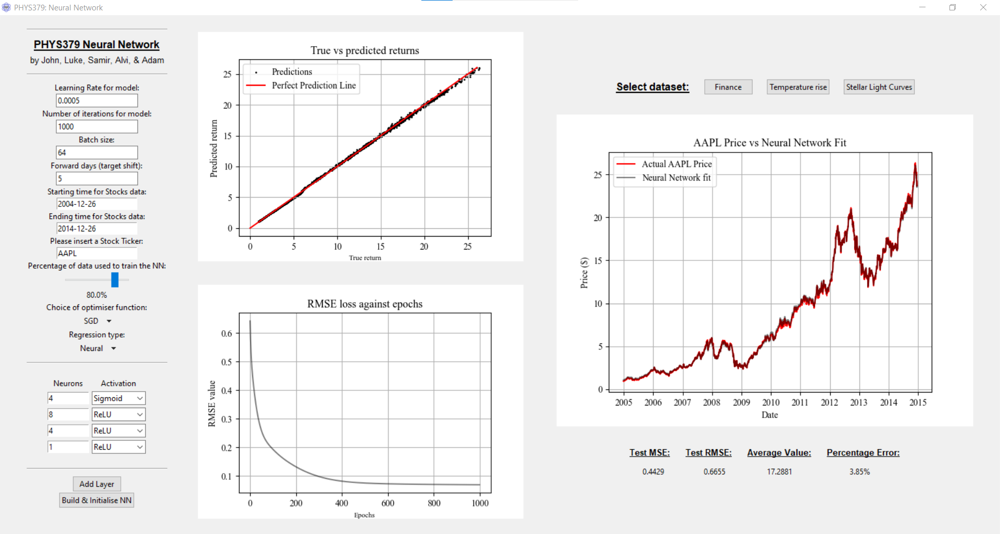 PHYS379: Neural Network
PHYS379 Neural Network
by John, Luke, Samir, Alvi, & Adam
Learning Rate for model:
0.0005
Number of iterations for model:
1000
Batch size:
64
Forward days (target shift):
5
Starting time for Stocks data:
2004-12-26
Ending time for Stocks data:
2014-12-26
Please insert a Stock Ticker:
AAPL
Percentage of data used to train the NN:
80.0%
Choice of optimiser function:
SGD
Regression type:
Neural
Neurons Activation
4 Sigmoid
8 ReLU
4 ReLU
1 ReLU
Add Layer
Build & Initialise NN
True vs predicted returns
Predictions
Perfect Prediction Line
25
20
15
10
5
0
Predicted return
0 5 10 15 20 25
True return
RMSE loss against epochs
0.6
0.5
0.4
0.3
0.2
0.1
RMSE value
0 200 400 600 800 1000
Epochs
Select dataset: Finance Temperature rise Stellar Light Curves
AAPL Price vs Neural Network Fit
Actual AAPL Price
Neural Network fit
25
20
15
10
5
0
Price ($)
2005 2006 2007 2008 2009 2010 2011 2012 2013 2014 2015
Date
Test MSE: Test RMSE: Average Value: Percentage Error:
0.4429 0.6655 17.2881 3.85%